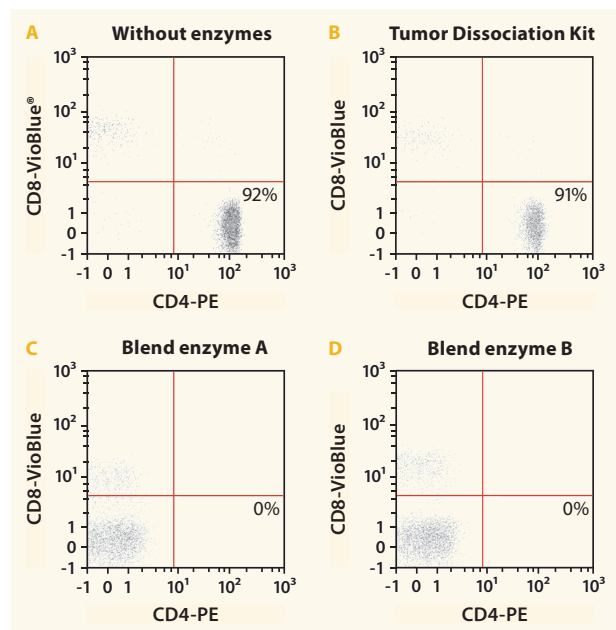 A Without enzymes
CD8-VioBlue®
10³
10²
10¹
1
0
-1
92%
-1 0 1 10¹ 10² 10³
CD4-PE
B Tumor Dissociation Kit
CD8-VioBlue
10³
10²
10¹
1
0
-1
91%
-1 0 1 10¹ 10² 10³
CD4-PE
C Blend enzyme A
CD8-VioBlue
10³
10²
10¹
1
0
-1
0%
-1 0 1 10¹ 10² 10³
CD4-PE
D Blend enzyme B
CD8-VioBlue
10³
10²
10¹
1
0
-1
0%
-1 0 1 10¹ 10² 10³
CD4-PE